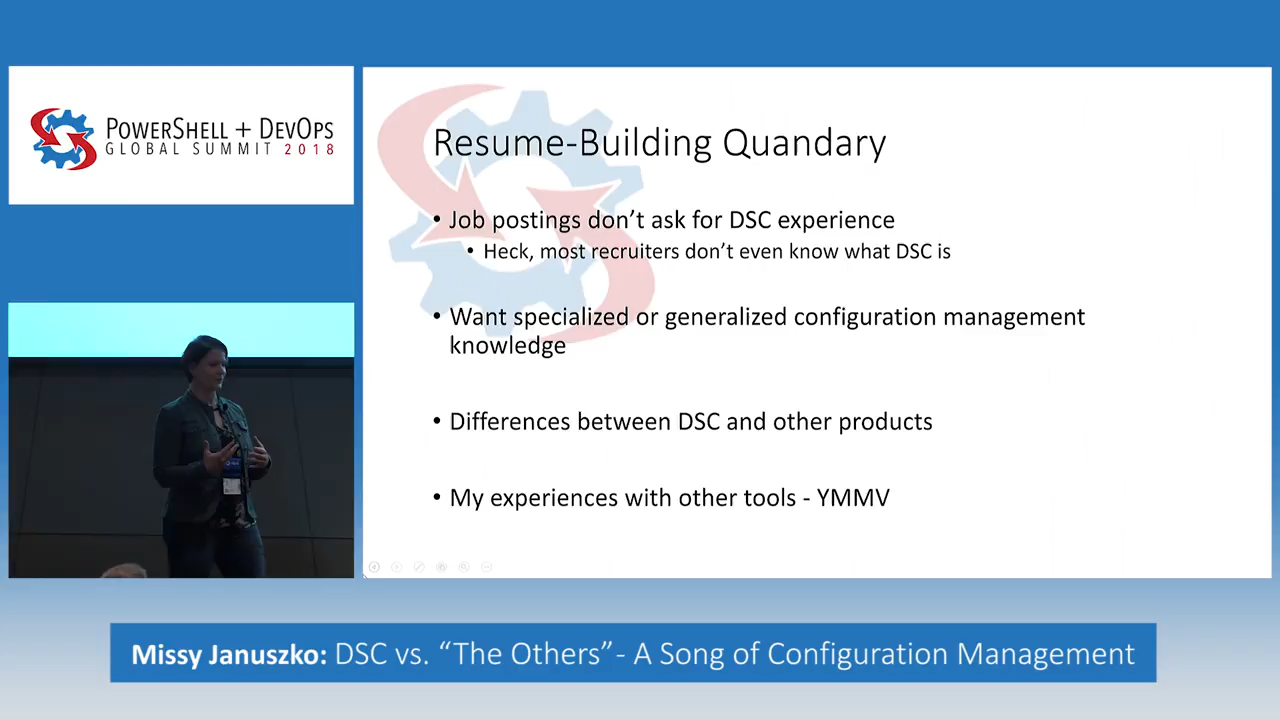 POWERSHELL + DEVOPS
GLOBAL SUMMIT 2018
Resume-Building Quandary
• Job postings don’t ask for DSC experience
• Heck, most recruiters don’t even know what DSC is
• Want specialized or generalized configuration management
knowledge
• Differences between DSC and other products
• My experiences with other tools - YMMV
Missy Januszko: DSC vs. “The Others”- A Song of Configuration Management